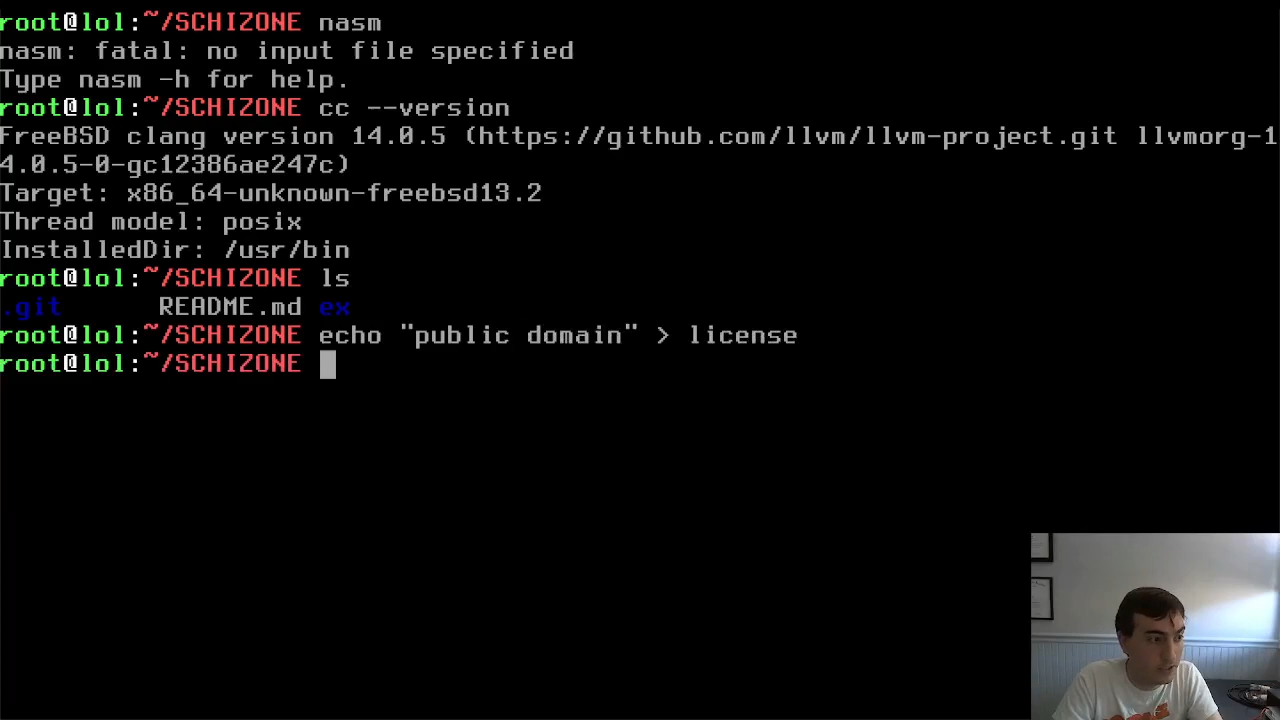 root@lol:~/SCHIZONE nasm
nasm: fatal: no input file specified
Type nasm -h for help.
root@lol:~/SCHIZONE cc --version
FreeBSD clang version 14.0.5 (https://github.com/llvm/llvm-project.git llvmorg-1
4.0.5-0-gc12386ae247c)
Target: x86_64-unknown-freebsd13.2
Thread model: posix
InstalledDir: /usr/bin
root@lol:~/SCHIZONE ls
.git README.md ex
root@lol:~/SCHIZONE echo "public domain" > license
root@lol:~/SCHIZONE